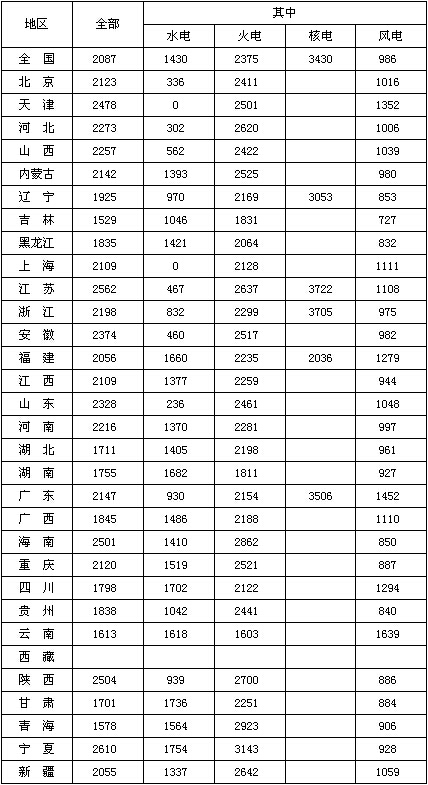 地区 全部 其中
水电 火电 核电 风电
全 国 2087 1430 2375 3430 986
北 京 2123 336 2411 1016
天 津 2478 0 2501 1352
河 北 2273 302 2620 1006
山 西 2257 562 2422 1039
内蒙古 2142 1393 2525 980
辽 宁 1925 970 2169 3053 853
吉 林 1529 1046 1831 727
黑龙江 1835 1421 2064 832
上 海 2109 0 2128 1111
江 苏 2562 467 2637 3722 1108
浙 江 2198 832 2299 3705 975
安 徽 2374 460 2517 982
福 建 2056 1660 2235 2036 1279
江 西 2109 1377 2259 944
山 东 2328 236 2461 1048
河 南 2216 1370 2281 997
湖 北 1711 1405 2198 961
湖 南 1755 1682 1811 927
广 东 2147 930 2154 3506 1452
广 西 1845 1486 2188 1110
海 南 2501 1410 2862 850
重 庆 2120 1519 2521 887
四 川 1798 1702 2122 1294
贵 州 1838 1042 2441 840
云 南 1613 1618 1603 1639
西 藏
陕 西 2504 939 2700 886
甘 肃 1701 1736 2251 884
青 海 1578 1564 2923 906
宁 夏 2610 1754 3143 928
新 疆 2055 1337 2642 1059